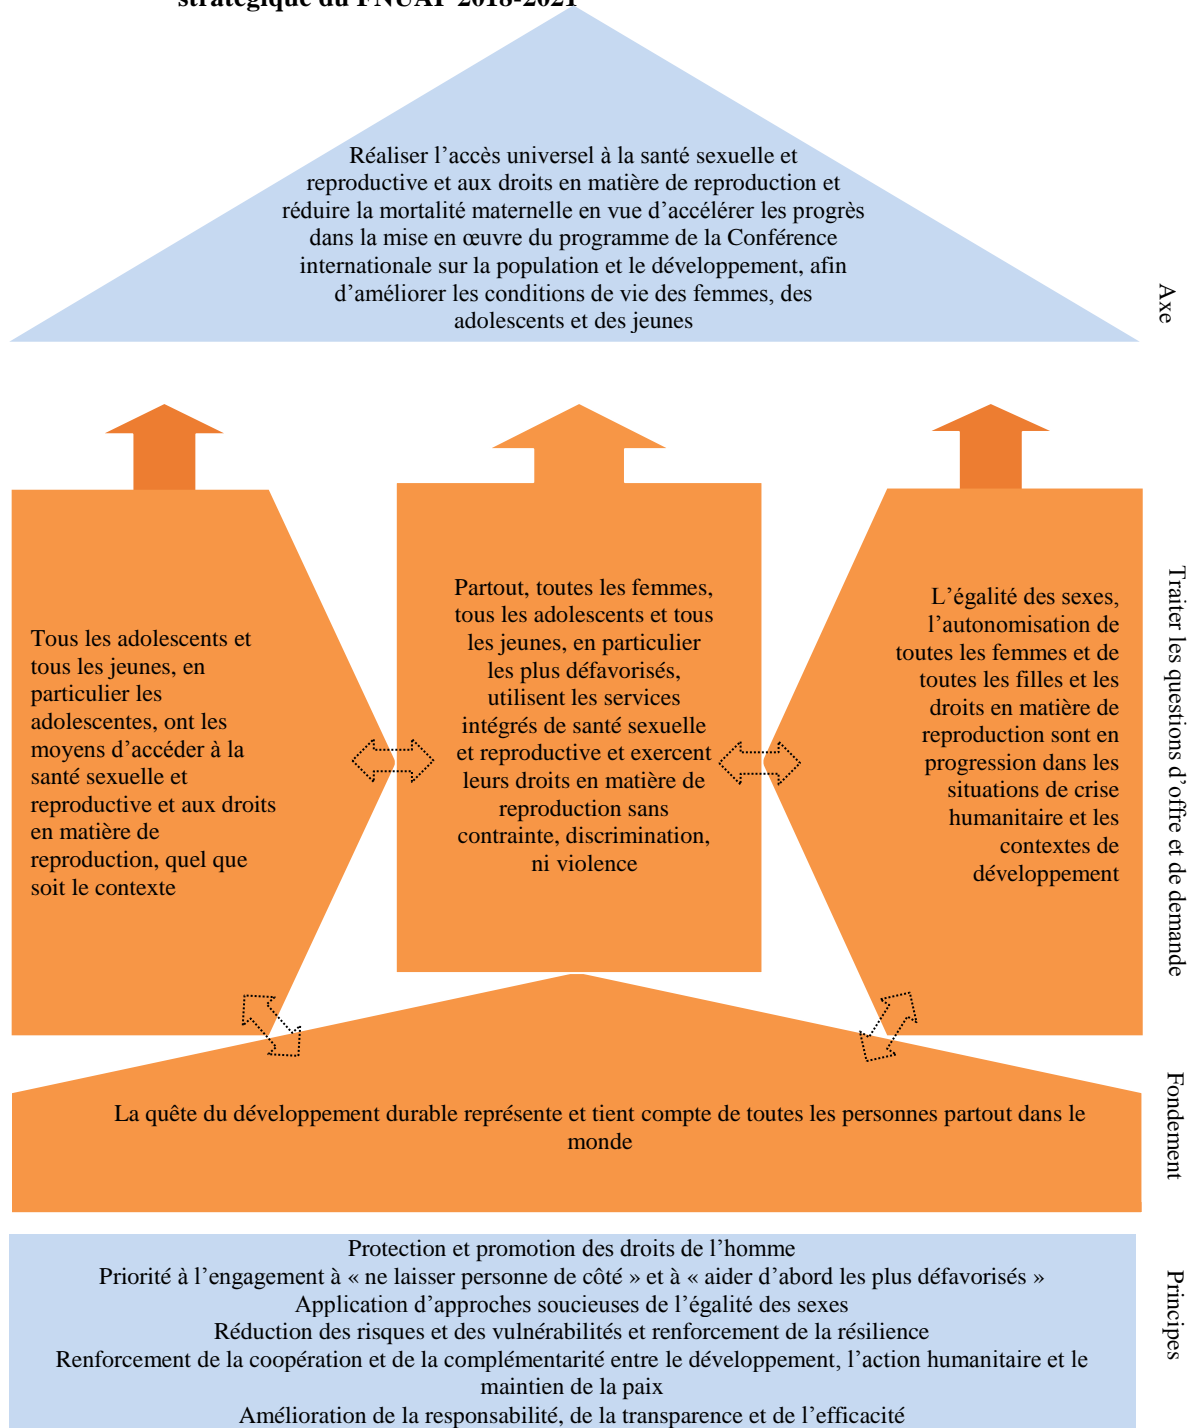 stratégique du FNUAP 2018-2021
Réaliser l’accès universel à la santé sexuelle et
reproductive et aux droits en matière de reproduction et
réduire la mortalité maternelle en vue d’accélérer les progrès
dans la mise en œuvre du programme de la Conférence
internationale sur la population et le développement, afin
d’améliorer les conditions de vie des femmes, des
adolescents et des jeunes
Axe
Tous les adolescents et
tous les jeunes, en
particulier les
adolescentes, ont les
moyens d’accéder à la
santé sexuelle et
reproductive et aux droits
en matière de
reproduction, quel que
soit le contexte
Partout, toutes les femmes,
tous les adolescents et tous
les jeunes, en particulier
les plus défavorisés,
utilisent les services
intégrés de santé sexuelle
et reproductive et exercent
leurs droits en matière de
reproduction sans
contrainte, discrimination,
ni violence
L’égalité des sexes,
l’autonomisation de
toutes les femmes et de
toutes les filles et les
droits en matière de
reproduction sont en
progression dans les
situations de crise
humanitaire et les
contextes de
développement
Traiter les questions d’offre et de demande
La quête du développement durable représente et tient compte de toutes les personnes partout dans le
monde
Fondement
Protection et promotion des droits de l’homme
Priorité à l’engagement à « ne laisser personne de côté » et à « aider d’abord les plus défavorisés »
Application d’approches soucieuses de l’égalité des sexes
Réduction des risques et des vulnérabilités et renforcement de la résilience
Renforcement de la coopération et de la complémentarité entre le développement, l’action humanitaire et le
maintien de la paix
Amélioration de la responsabilité, de la transparence et de l’efficacité
Principes